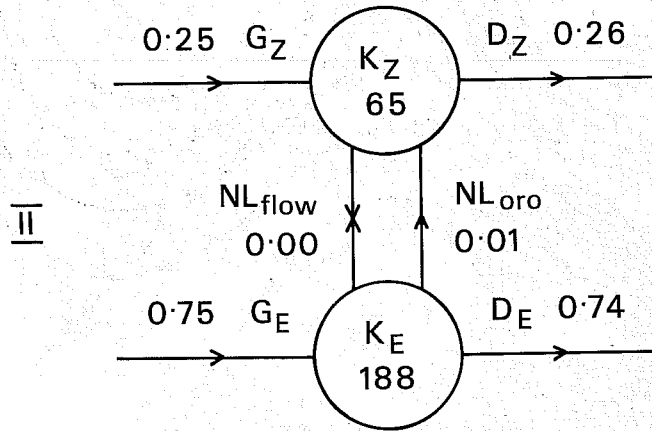 0·25 G_Z
K_Z
65
D_Z 0·26
II
NL_flow
0·00
NL_oro
0·01
0·75 G_E
K_E
188
D_E 0·74